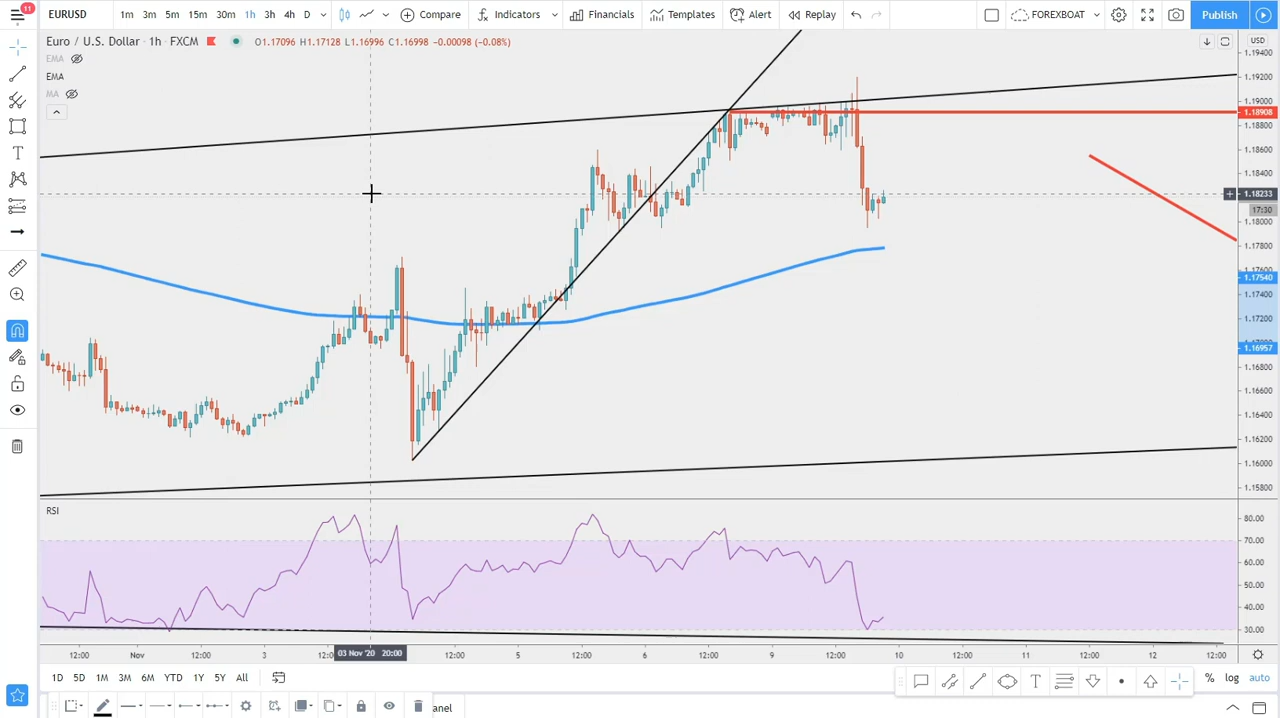 11
EURUSD 1m 3m 5m 15m 30m 1h 3h 4h D Compare Indicators Financials Templates Alert Replay FOREXBOAT Publish
Euro / U.S. Dollar · 1h · FXCM O1.17096 H1.17128 L1.16996 C1.16998 -0.00098 (-0.08%)
EMA
EMA
MA
USD
1.19400
1.19200
1.19000
1.18908
1.18800
1.18600
1.18400
1.18233
17:30
1.18000
1.17800
1.17540
1.17400
1.17200
1.16957
1.16800
1.16600
1.16400
1.16200
1.16000
1.15800
RSI
80.00
70.00
60.00
50.00
40.00
30.00
12:00 Nov 12:00 3 03 Nov '20 20:00 12:00 5 12:00 6 12:00 9 12:00 10 12:00 11 12:00 12 12:00
1D 5D 1M 3M 6M YTD 1Y 5Y All T % log auto
anel